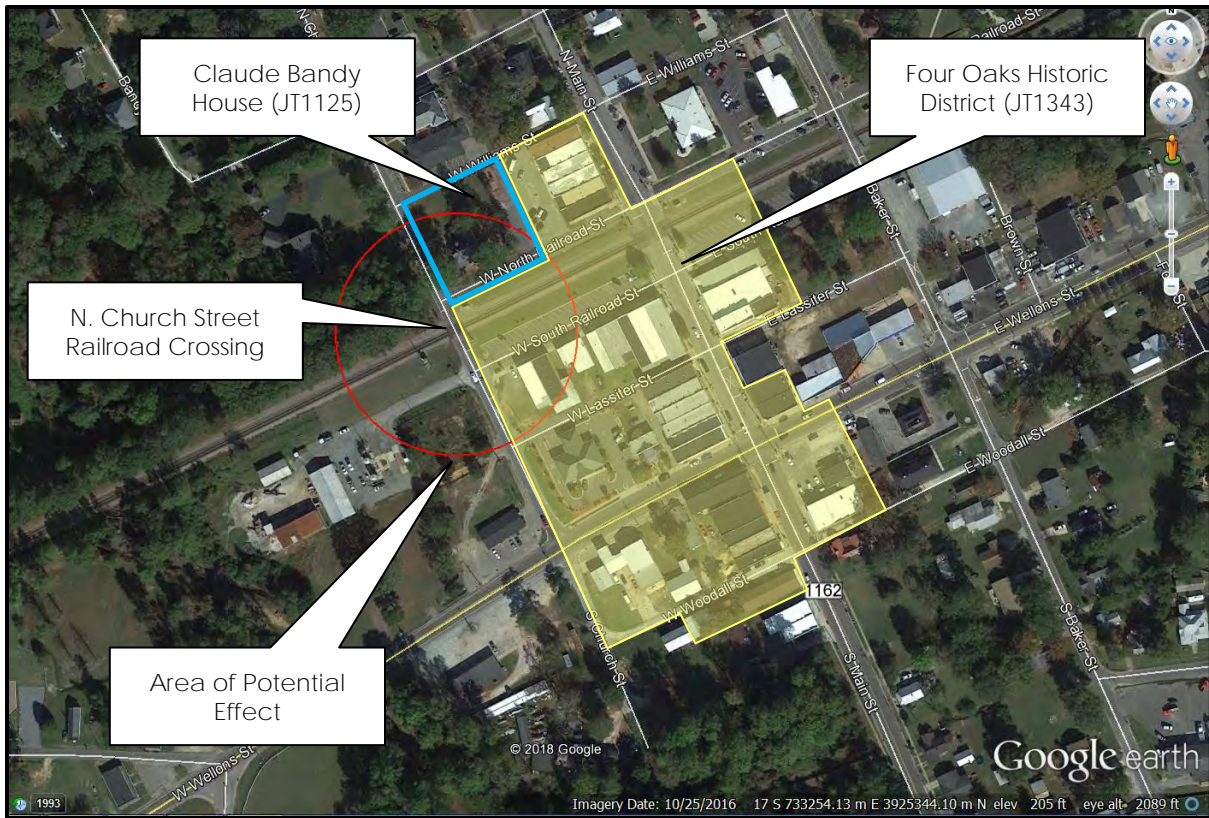 Claude Bandy
House (JT1125)
Four Oaks Historic
District (JT1343)
N. Church Street
Railroad Crossing
Area of Potential
Effect
N-Main-St
E-Williams-St
Railroad-St
W-Williams-St
W-North-Railroad-St
W-South-Railroad-St
W-Lassiter-St
E-Lassiter-St
Baker-St
Brown-St
E-Wellons-St
E-Woodall-St
W-Woodall-St
1162
S-Church-St
S-Main-St
S-Baker-St
W-Wellons-St
© 2018 Google
Google earth
1993
Imagery Date: 10/25/2016 17 S 733254.13 m E 3925344.10 m N elev 205 ft eye alt 2089 ft